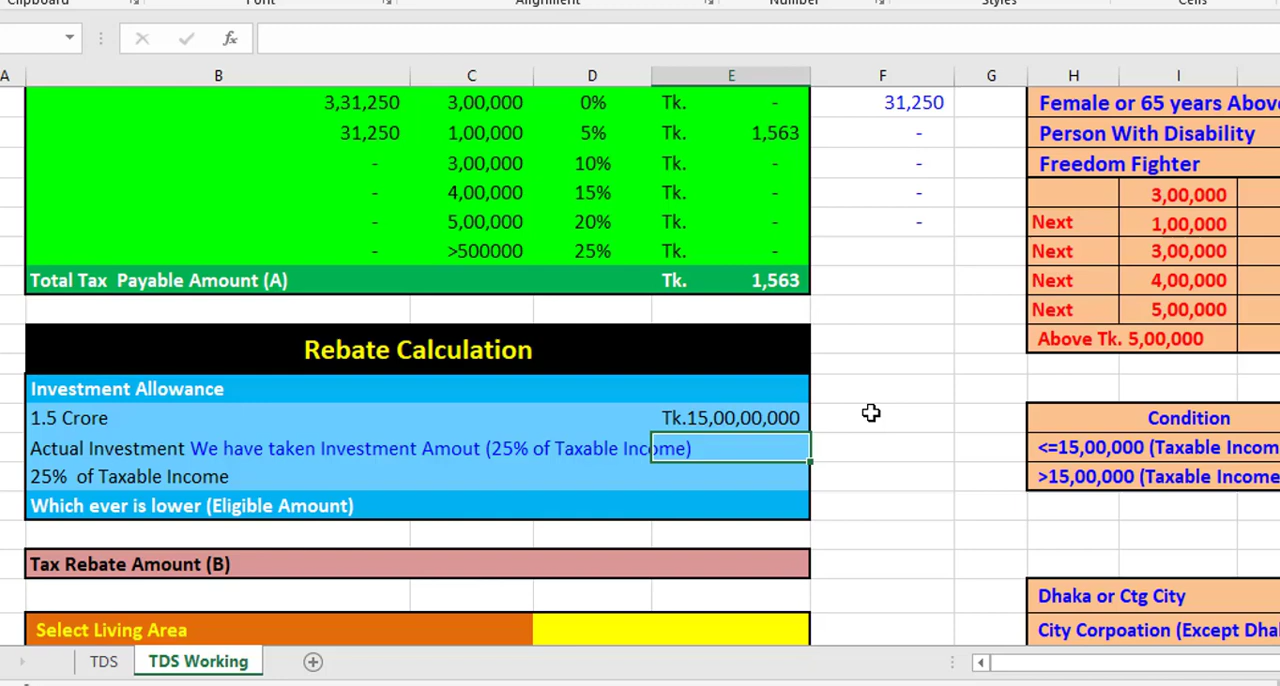 Clipboard Font Alignment Number Styles Cells
fx
A B C D E F G H I
3,31,250 3,00,000 0% Tk. - 31,250 Female or 65 years Above
31,250 1,00,000 5% Tk. 1,563 - Person With Disability
- 3,00,000 10% Tk. - - Freedom Fighter
- 4,00,000 15% Tk. - - 3,00,000
- 5,00,000 20% Tk. - - Next 1,00,000
- >500000 25% Tk. - Next 3,00,000
Total Tax Payable Amount (A) Tk. 1,563 Next 4,00,000
Next 5,00,000
Above Tk. 5,00,000
Rebate Calculation
Investment Allowance
1.5 Crore Tk.15,00,00,000 Condition
Actual Investment We have taken Investment Amout (25% of Taxable Income) <=15,00,000 (Taxable Incom
25% of Taxable Income >15,00,000 (Taxable Income
Which ever is lower (Eligible Amount)
Tax Rebate Amount (B)
Dhaka or Ctg City
Select Living Area City Corpoation (Except Dha
TDS TDS Working